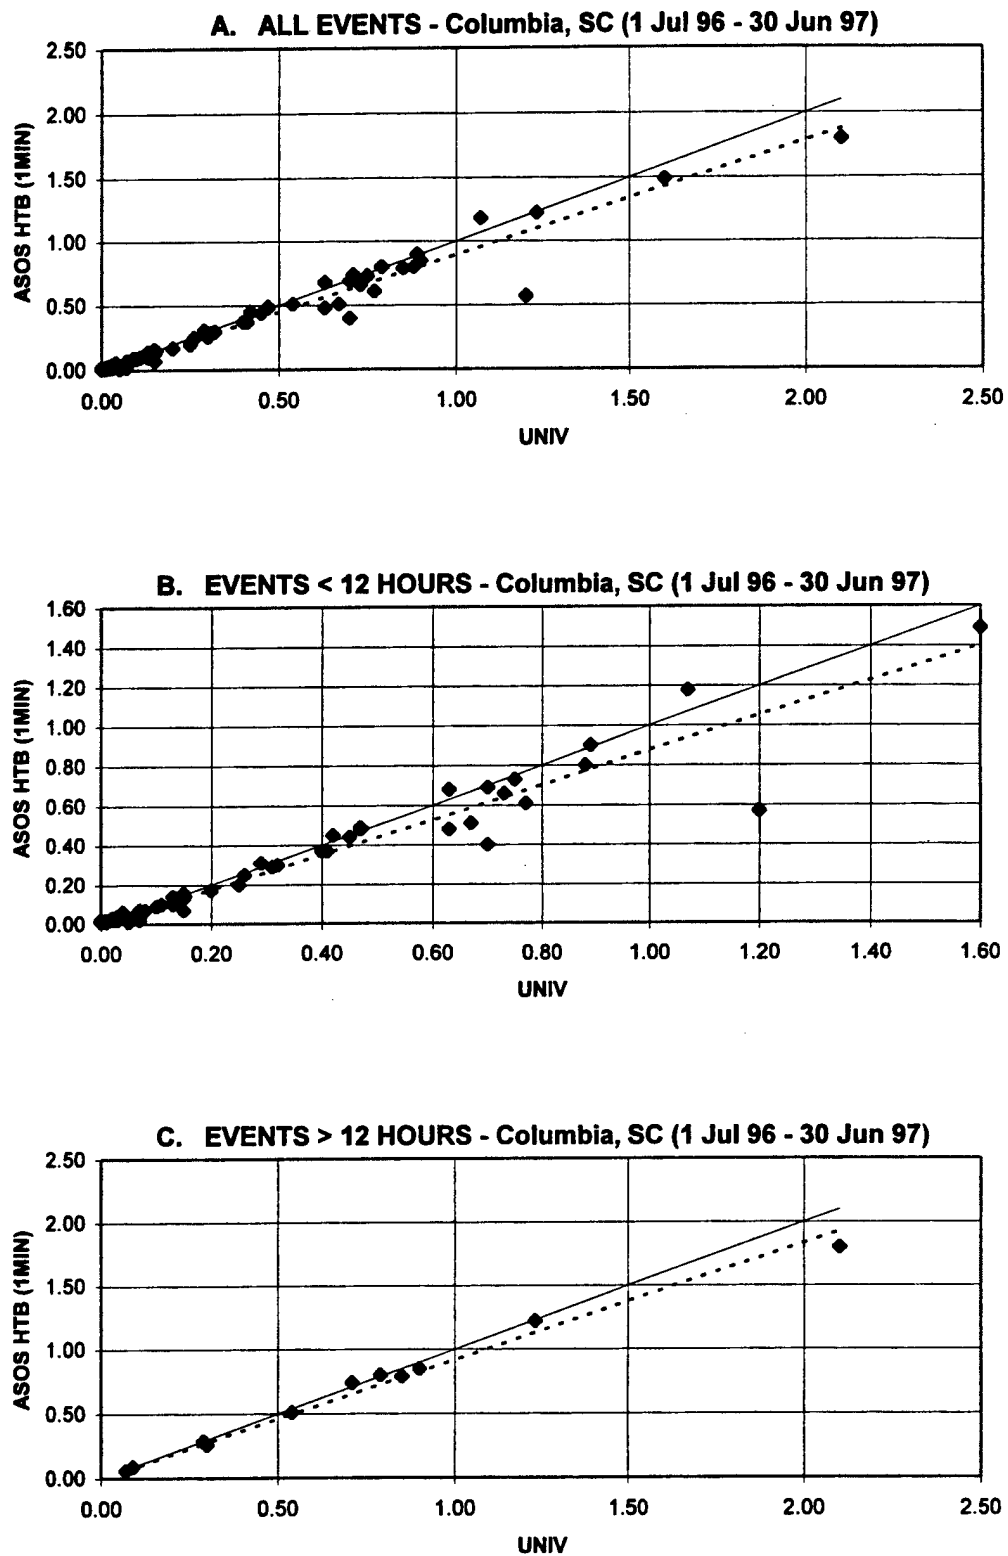 A. ALL EVENTS - Columbia, SC (1 Jul 96 - 30 Jun 97)
2.50
2.00
1.50
1.00
0.50
0.00
ASOS HTB (1MIN)
0.00 0.50 1.00 1.50 2.00 2.50
UNIV
B. EVENTS < 12 HOURS - Columbia, SC (1 Jul 96 - 30 Jun 97)
1.60
1.40
1.20
1.00
0.80
0.60
0.40
0.20
0.00
ASOS HTB (1MIN)
0.00 0.20 0.40 0.60 0.80 1.00 1.20 1.40 1.60
UNIV
C. EVENTS > 12 HOURS - Columbia, SC (1 Jul 96 - 30 Jun 97)
2.50
2.00
1.50
1.00
0.50
0.00
ASOS HTB (1MIN)
0.00 0.50 1.00 1.50 2.00 2.50
UNIV